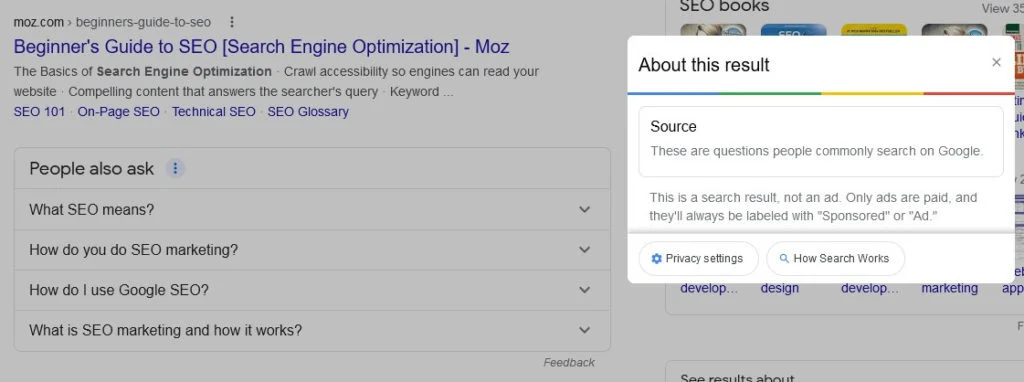 moz.com › beginners-guide-to-seo
Beginner's Guide to SEO [Search Engine Optimization] - Moz
The Basics of Search Engine Optimization · Crawl accessibility so engines can read your
website · Compelling content that answers the searcher's query · Keyword ...
SEO 101 · On-Page SEO · Technical SEO · SEO Glossary
People also ask
What SEO means?
How do you do SEO marketing?
How do I use Google SEO?
What is SEO marketing and how it works?
Feedback
SEO books
View 35
About this result
Source
These are questions people commonly search on Google.
This is a search result, not an ad. Only ads are paid, and
they'll always be labeled with "Sponsored" or "Ad."
Privacy settings
How Search Works
develop... design develop... marketing app
See results about